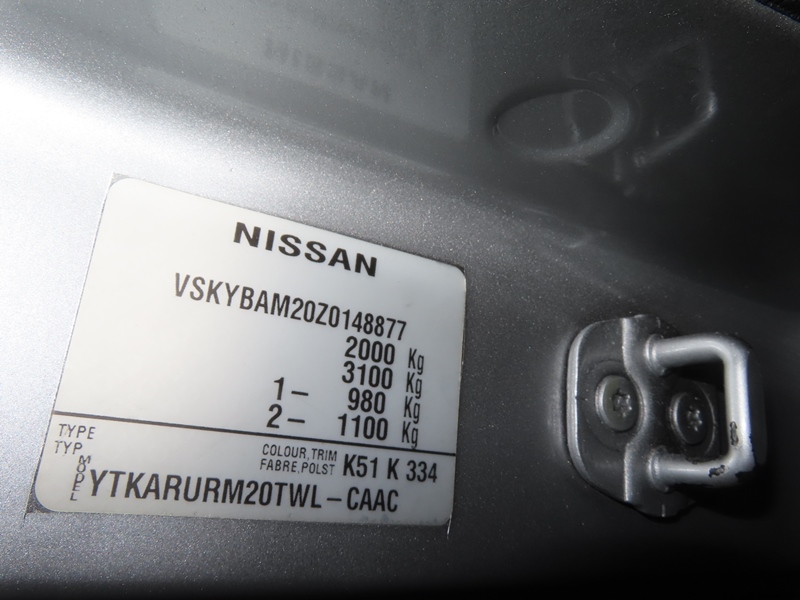 NISSAN
VSKYBAM20Z0148877
2000 Kg
3100 Kg
1- 980 Kg
2- 1100 Kg
TYPE
TYP
MODEL
COLOUR,TRIM
FABRE,POLST K51 K 334
YTKARURM20TWL-CAAC